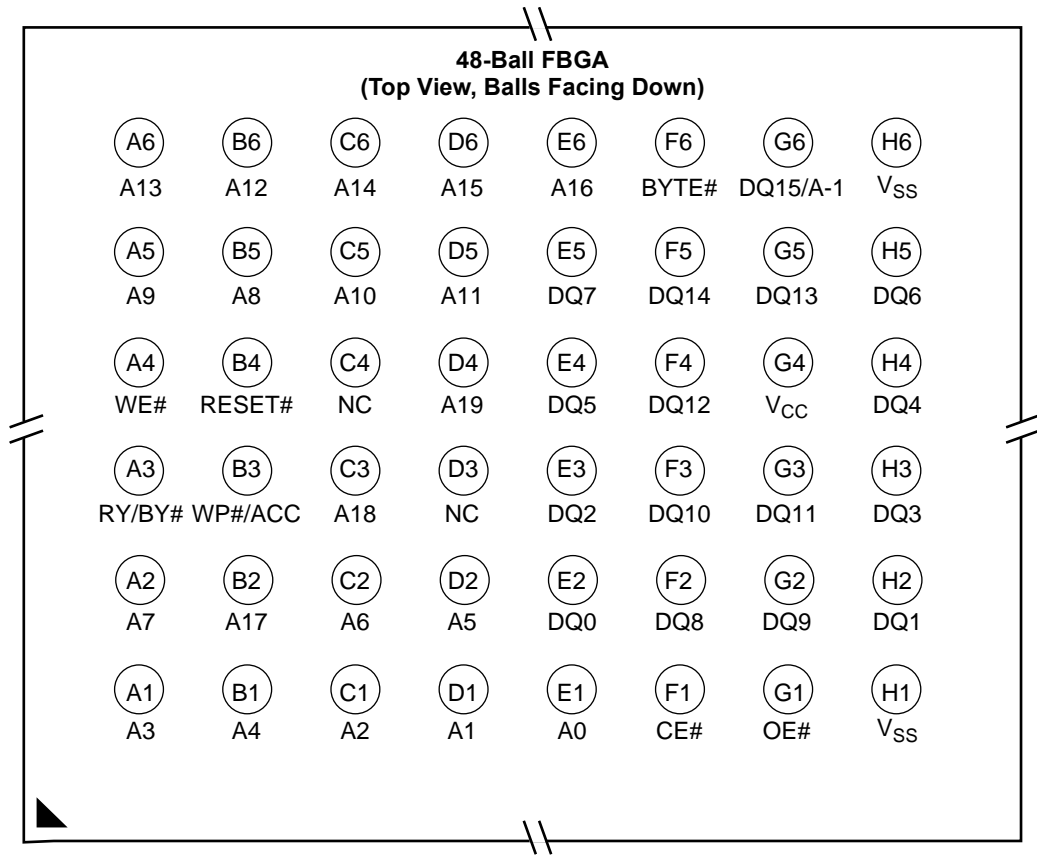 48-Ball FBGA
(Top View, Balls Facing Down)
A6 B6 C6 D6 E6 F6 G6 H6
A13 A12 A14 A15 A16 BYTE# DQ15/A-1 VSS
A5 B5 C5 D5 E5 F5 G5 H5
A9 A8 A10 A11 DQ7 DQ14 DQ13 DQ6
A4 B4 C4 D4 E4 F4 G4 H4
WE# RESET# NC A19 DQ5 DQ12 VCC DQ4
A3 B3 C3 D3 E3 F3 G3 H3
RY/BY# WP#/ACC A18 NC DQ2 DQ10 DQ11 DQ3
A2 B2 C2 D2 E2 F2 G2 H2
A7 A17 A6 A5 DQ0 DQ8 DQ9 DQ1
A1 B1 C1 D1 E1 F1 G1 H1
A3 A4 A2 A1 A0 CE# OE# VSS